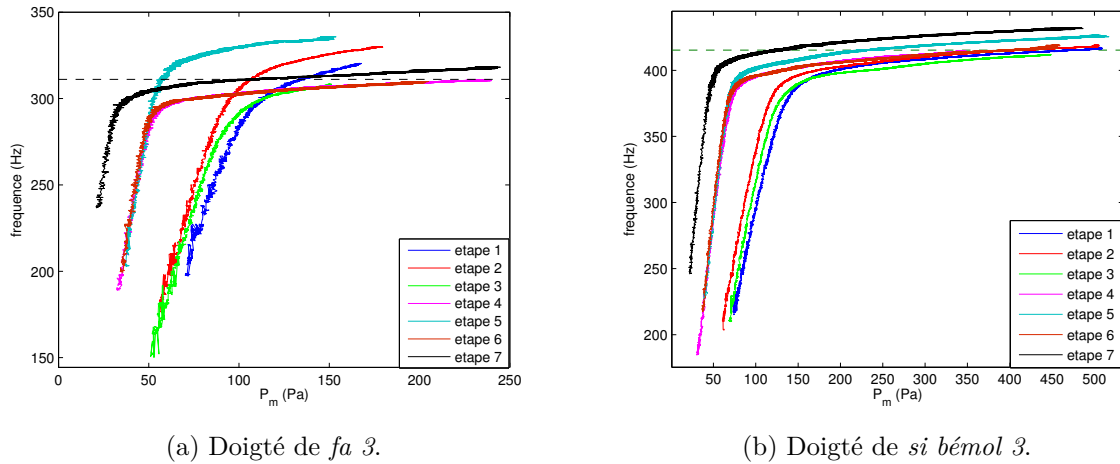 400
350
300
250
200
150
frequence (Hz)
0
50
100
150
200
250
P_m (Pa)
etape 1
etape 2
etape 3
etape 4
etape 5
etape 6
etape 7
(a) Doigté de fa 3.
400
350
300
250
200
frequence (Hz)
50
100
150
200
250
300
350
400
450
500
P_m (Pa)
etape 1
etape 2
etape 3
etape 4
etape 5
etape 6
etape 7
(b) Doigté de si bémol 3.